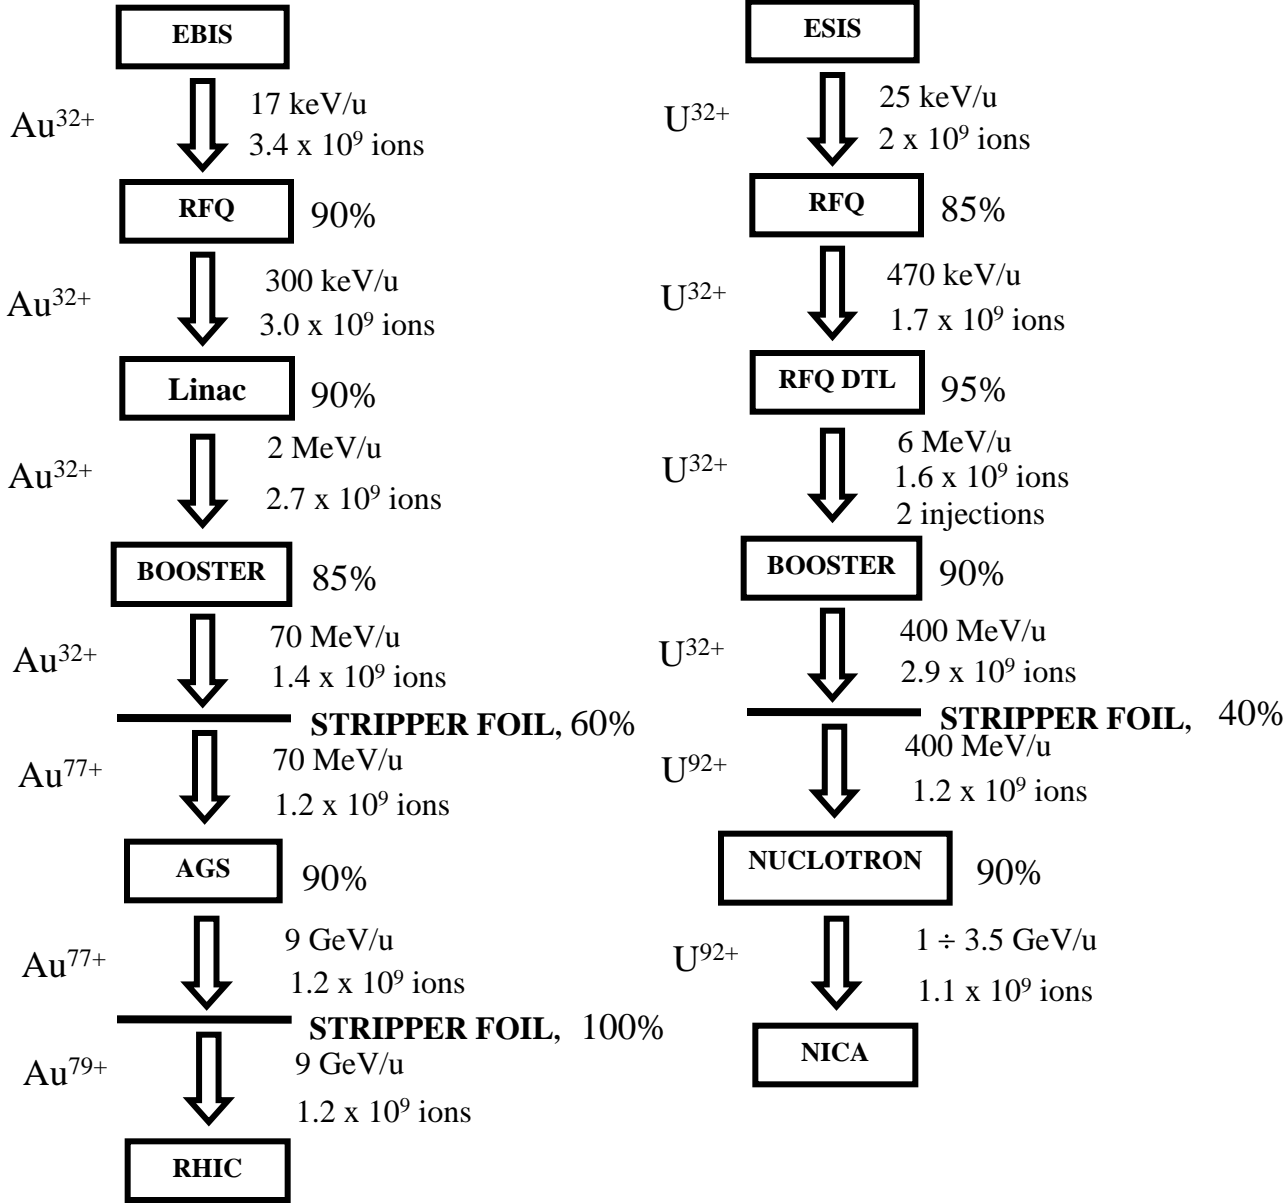 EBIS
Au³²⁺
17 keV/u
3.4 x 10⁹ ions
RFQ
90%
Au³²⁺
300 keV/u
3.0 x 10⁹ ions
Linac
90%
Au³²⁺
2 MeV/u
2.7 x 10⁹ ions
BOOSTER
85%
Au³²⁺
70 MeV/u
1.4 x 10⁹ ions
STRIPPER FOIL, 60%
Au⁷⁷⁺
70 MeV/u
1.2 x 10⁹ ions
AGS
90%
Au⁷⁷⁺
9 GeV/u
1.2 x 10⁹ ions
STRIPPER FOIL, 100%
Au⁷⁹⁺
9 GeV/u
1.2 x 10⁹ ions
RHIC
ESIS
U³²⁺
25 keV/u
2 x 10⁹ ions
RFQ
85%
U³²⁺
470 keV/u
1.7 x 10⁹ ions
RFQ DTL
95%
U³²⁺
6 MeV/u
1.6 x 10⁹ ions
2 injections
BOOSTER
90%
U³²⁺
400 MeV/u
2.9 x 10⁹ ions
STRIPPER FOIL, 40%
U⁹²⁺
400 MeV/u
1.2 x 10⁹ ions
NUCLOTRON
90%
U⁹²⁺
1 ÷ 3.5 GeV/u
1.1 x 10⁹ ions
NICA